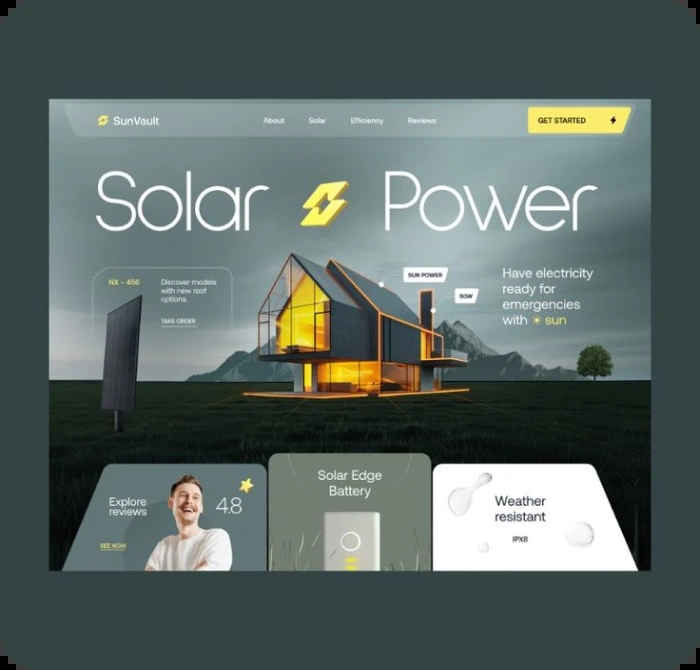 SunVault
About
Solar
Efficiency
Reviews
GET STARTED
Solar Power
NX - 456
Discover models
with new roof
options.
TAKE ORDER
SUN POWER
50W
Have electricity
ready for
emergencies
with sun
Explore
reviews
4.8
SEE NOW
Solar Edge
Battery
Weather
resistant
IPX8